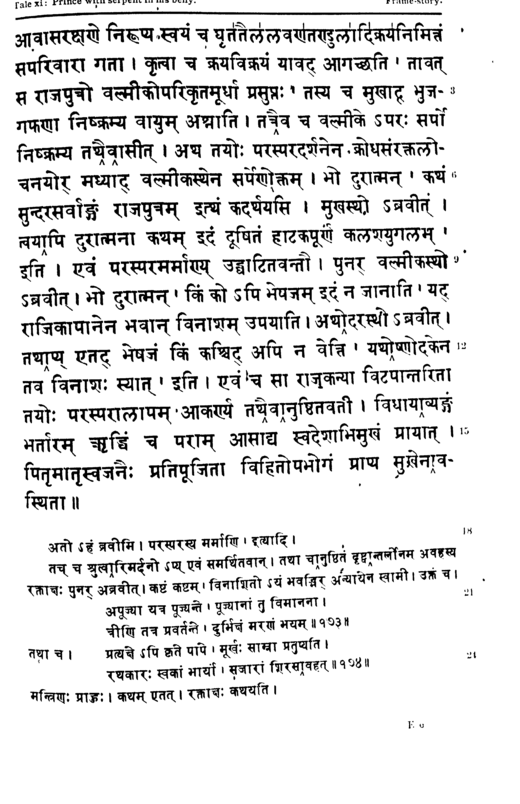 Tale xi: Prince with serpent in his belly. Frame-story.
आवासरक्षणे निरूप्य स्वयं च घृततैललवणतण्डुलादिक्रयनिमित्तं
सपरिवारा गता। कृत्वा च क्रयविक्रयं यावद् आगच्छति ' तावत्
स राजपुत्रो वल्मीकोपरिकृतमूर्धा प्रसुप्तः ' तस्य च मुखाद् भुज- 3
गफणा निष्क्रम्य वायुम् अश्नाति। तत्रैव च वल्मीके ऽपरः सर्पो
निष्क्रम्य तथैवासीत्। अथ तयोः परस्परदर्शनेन क्रोधसंरक्तलो-
चनयोर् मध्याद् वल्मीकस्थेन सर्पेणोक्तम्। भो दुरात्मन् ' कथं 6
सुन्दरसर्वाङ्गं राजपुत्रम् इत्थं कदर्थयसि। मुखस्थो ऽब्रवीत्।
त्वयापि दुरात्मना कथम् इदं दूषितं हाटकपूर्णं कलशयुगलम् '
इति। एवं परस्परमर्माण्य् उद्घाटितवन्तौ। पुनर् वल्मीकस्थो 9
ऽब्रवीत्। भो दुरात्मन् ' किं को ऽपि भेषजम् इदं न जानाति ' यद्
राजिकापानेन भवान् विनाशम् उपयाति। अथोदरस्थो ऽब्रवीत्।
तवाप्य् एतद् भेषजं किं कश्चिद् अपि न वेत्ति ' यथोष्णोदकेन 12
तव विनाशः स्यात् ' इति। एवं च सा राजकन्या विटपान्तरिता
तयोः परस्परालापम् आकर्ण्य तथैवानुष्ठितवती। विधायाव्यङ्गं
भर्तारम् ऋद्धिं च पराम् आसाद्य स्वदेशाभिमुखं प्रायात्। 15
पितृमातृस्वजनैः प्रतिपूजिता विहितोपभोगं प्राप्य सुखेनाव-
स्थिता॥
अतो ऽहं ब्रवीमि। परस्परस्य मर्माणि। इत्यादि। 18
तच् च श्रुत्वारिमर्दनो ऽप्य् एवं समर्थितवान्। तथा चानुष्ठितं दृष्ट्वान्तर्लीनम् अवहस्य
रक्ताक्षः पुनर् अब्रवीत्। कष्टं कष्टम्। विनाशितो ऽयं भवद्भिर् अन्यायेन स्वामी। उक्तं च।
अपूज्या यत्र पूज्यन्ते। पूज्यानां तु विमानना। 21
त्रीणि तत्र प्रवर्तन्ते। दुर्भिक्षं मरणं भयम्॥१७३॥
तथा च। प्रत्यक्षे ऽपि कृते पापे। मूर्खः साम्ना प्रतुष्यति।
रथकारः स्वकां भार्यां। सजारां शिरसावहत्॥१७४॥ 24
मन्त्रिणः प्राहुः। कथम् एतत्। रक्ताक्षः कथयति।